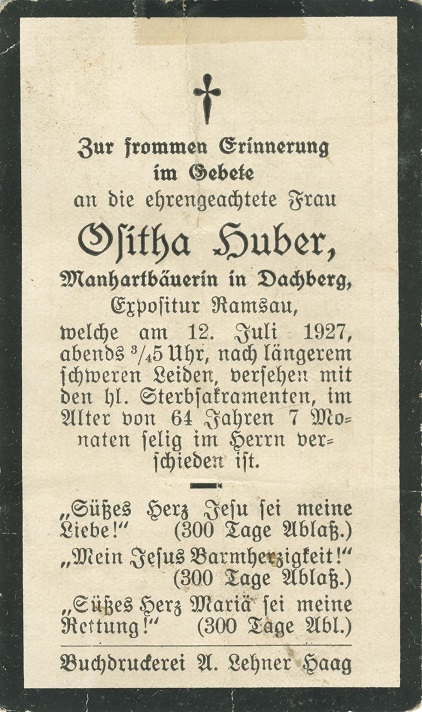 Zur frommen Erinnerung
im Gebete
an die ehrengeachtete Frau
Ositha Huber,
Manhartbäuerin in Dachberg,
Expositur Ramsau,
welche am 12. Juli 1927,
abends ¾5 Uhr, nach längerem
schweren Leiden, versehen mit
den hl. Sterbsakramenten, im
Alter von 64 Jahren 7 Mo=
naten selig im Herrn ver=
schieden ist.
„Süßes Herz Jesu sei meine
Liebe!“ (300 Tage Ablaß.)
„Mein Jesus Barmherzigkeit!“
(300 Tage Ablaß.)
„Süßes Herz Mariä sei meine
Rettung!“ (300 Tage Abl.)
Buchdruckerei A. Lehner Haag